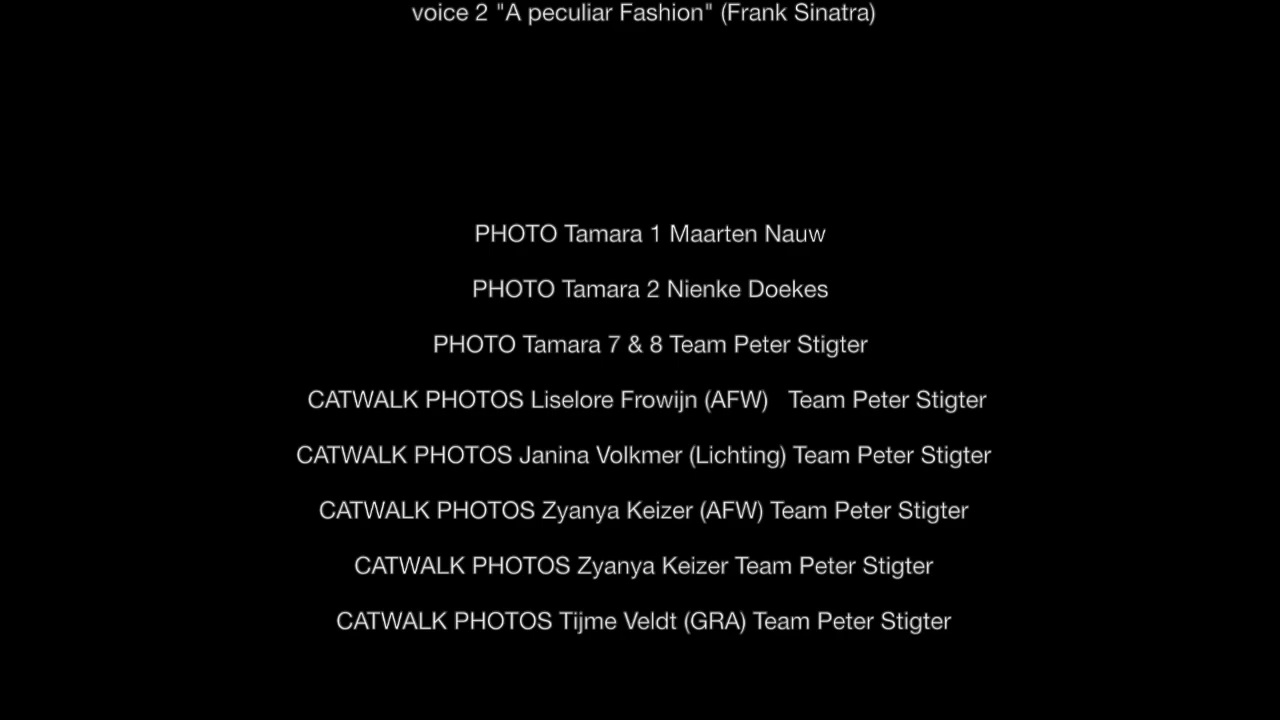 voice 2 "A peculiar Fashion" (Frank Sinatra)
PHOTO Tamara 1 Maarten Nauw
PHOTO Tamara 2 Nienke Doekes
PHOTO Tamara 7 & 8 Team Peter Stigter
CATWALK PHOTOS Liselore Frowijn (AFW) Team Peter Stigter
CATWALK PHOTOS Janina Volkmer (Lichting) Team Peter Stigter
CATWALK PHOTOS Zyanya Keizer (AFW) Team Peter Stigter
CATWALK PHOTOS Zyanya Keizer Team Peter Stigter
CATWALK PHOTOS Tijme Veldt (GRA) Team Peter Stigter